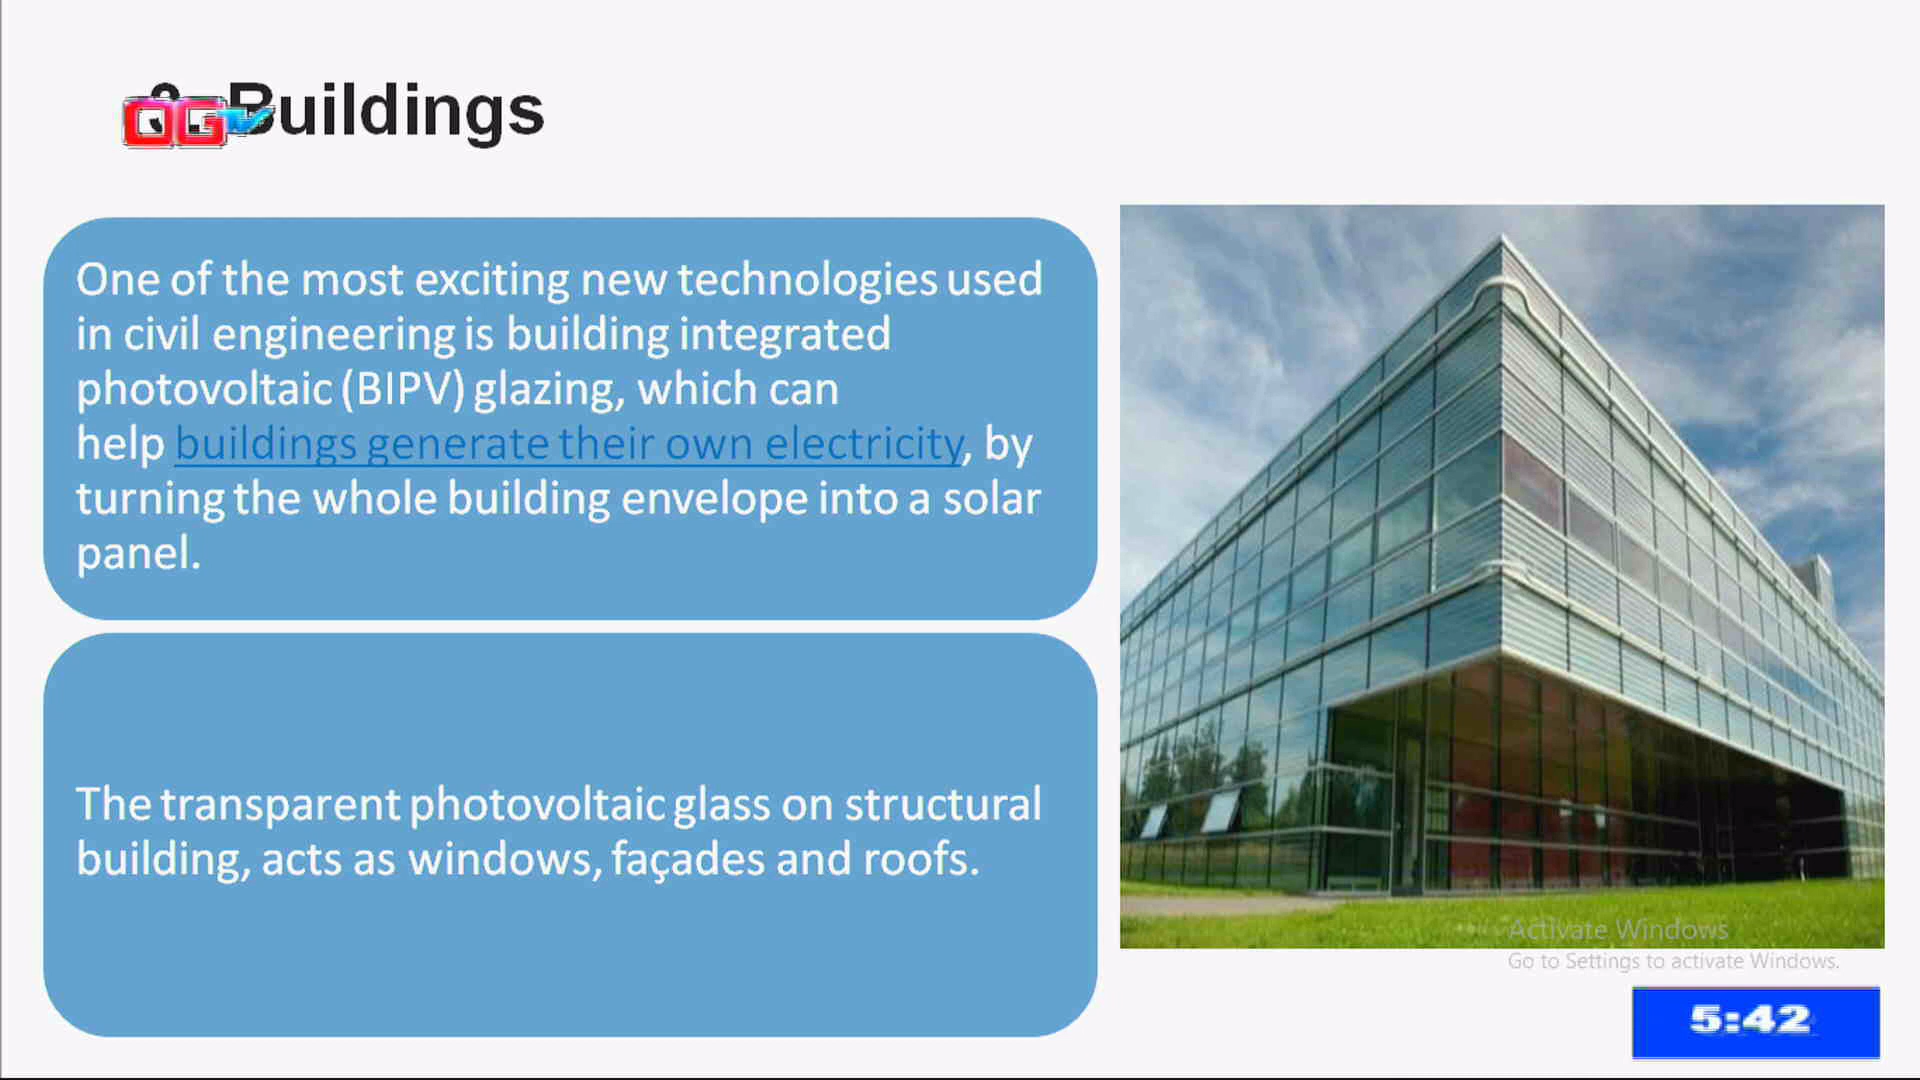 Buildings
OGTV
One of the most exciting new technologies used
in civil engineering is building integrated
photovoltaic (BIPV) glazing, which can
help buildings generate their own electricity, by
turning the whole building envelope into a solar
panel.
The transparent photovoltaic glass on structural
building, acts as windows, façades and roofs.
Activate Windows
Go to Settings to activate Windows.
5:42